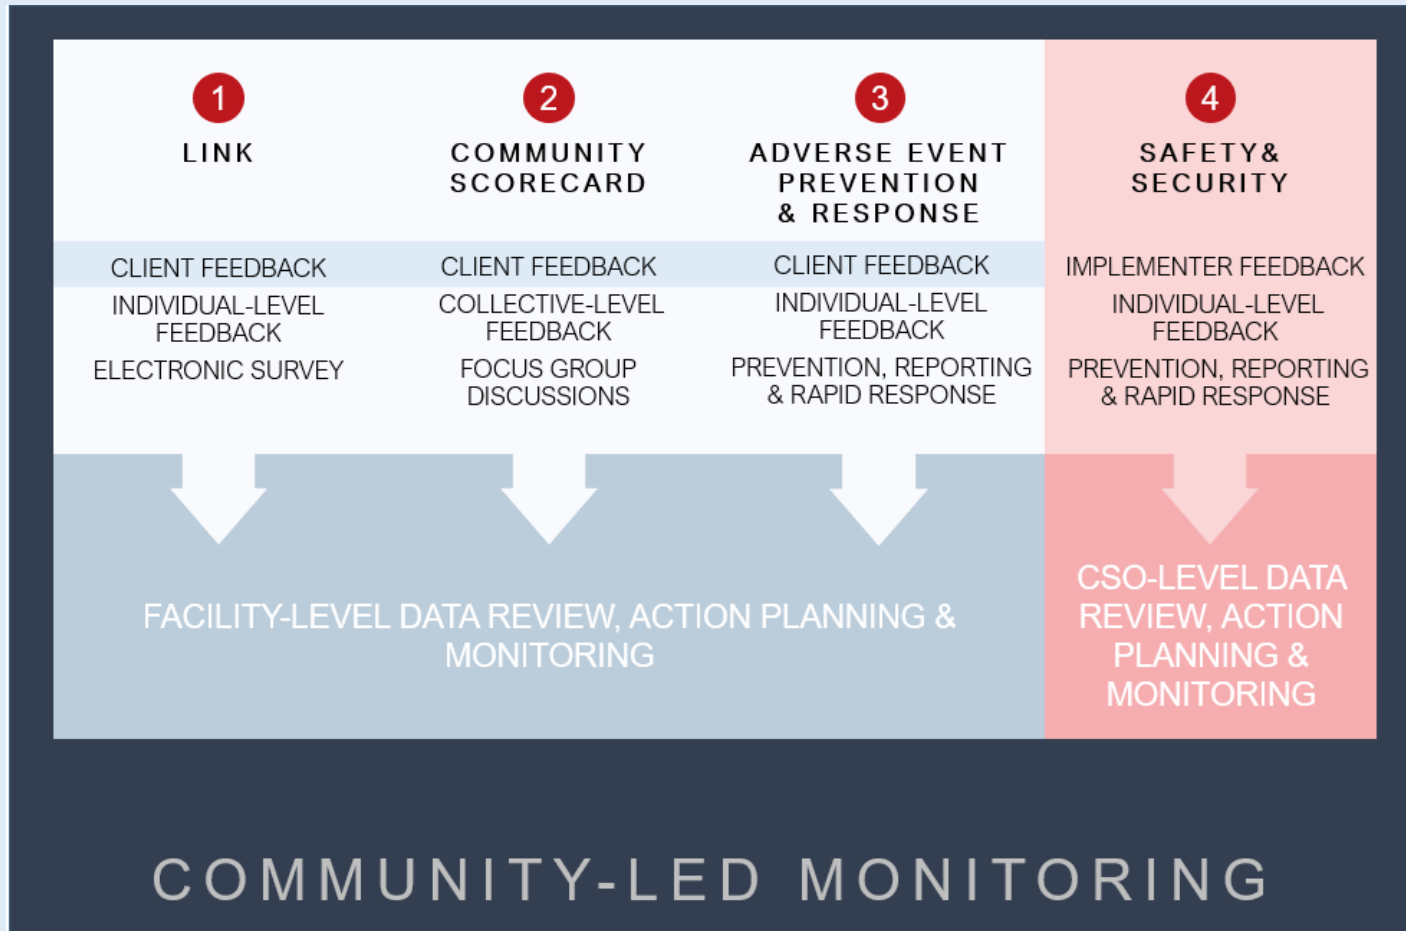 1
LINK
CLIENT FEEDBACK
INDIVIDUAL-LEVEL
FEEDBACK
ELECTRONIC SURVEY
2
COMMUNITY
SCORECARD
CLIENT FEEDBACK
COLLECTIVE-LEVEL
FEEDBACK
FOCUS GROUP
DISCUSSIONS
3
ADVERSE EVENT
PREVENTION
& RESPONSE
CLIENT FEEDBACK
INDIVIDUAL-LEVEL
FEEDBACK
PREVENTION, REPORTING
& RAPID RESPONSE
FACILITY-LEVEL DATA REVIEW, ACTION PLANNING &
MONITORING
4
SAFETY&
SECURITY
IMPLEMENTER FEEDBACK
INDIVIDUAL-LEVEL
FEEDBACK
PREVENTION, REPORTING
& RAPID RESPONSE
CSO-LEVEL DATA
REVIEW, ACTION
PLANNING &
MONITORING
COMMUNITY-LED MONITORING